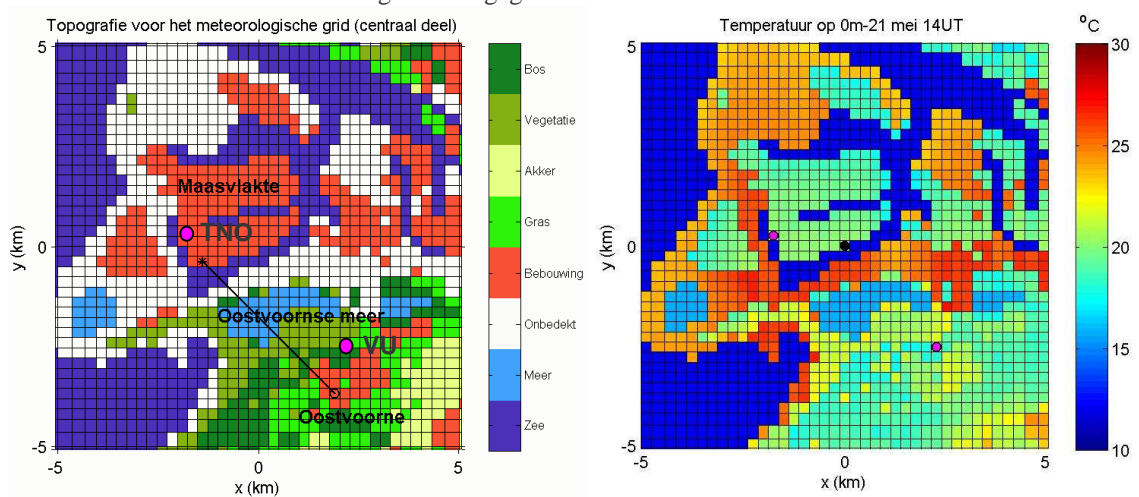 Topografie voor het meteorologische grid (centraal deel)
5
0
-5
y (km)
-5
0
5
x (km)
Maasvlakte
TNO
Oostvoornse meer
VU
Oostvoorne
Bos
Vegetatie
Akker
Gras
Bebouwing
Onbedekt
Meer
Zee
Temperatuur op 0m-21 mei 14UT
°C
5
0
-5
y (km)
-5
0
5
x (km)
30
25
20
15
10